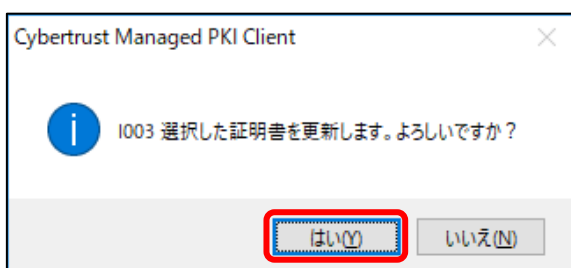 Cybertrust Managed PKI Client
I003 選択した証明書を更新します。よろしいですか？
はい(Y) いいえ(N)